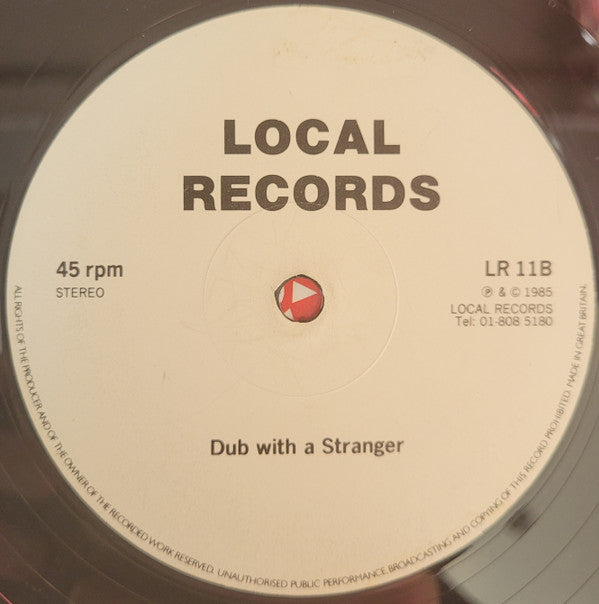 LOCAL
RECORDS
45 rpm
STEREO
LR 11B
℗ & © 1985
LOCAL RECORDS
Tel: 01-808 5180
Dub with a Stranger
ALL RIGHTS OF THE PRODUCER AND OF THE OWNER OF THE RECORDED WORK RESERVED. UNAUTHORISED PUBLIC PERFORMANCE, BROADCASTING AND COPYING OF THIS RECORD PROHIBITED. MADE IN GREAT BRITAIN.